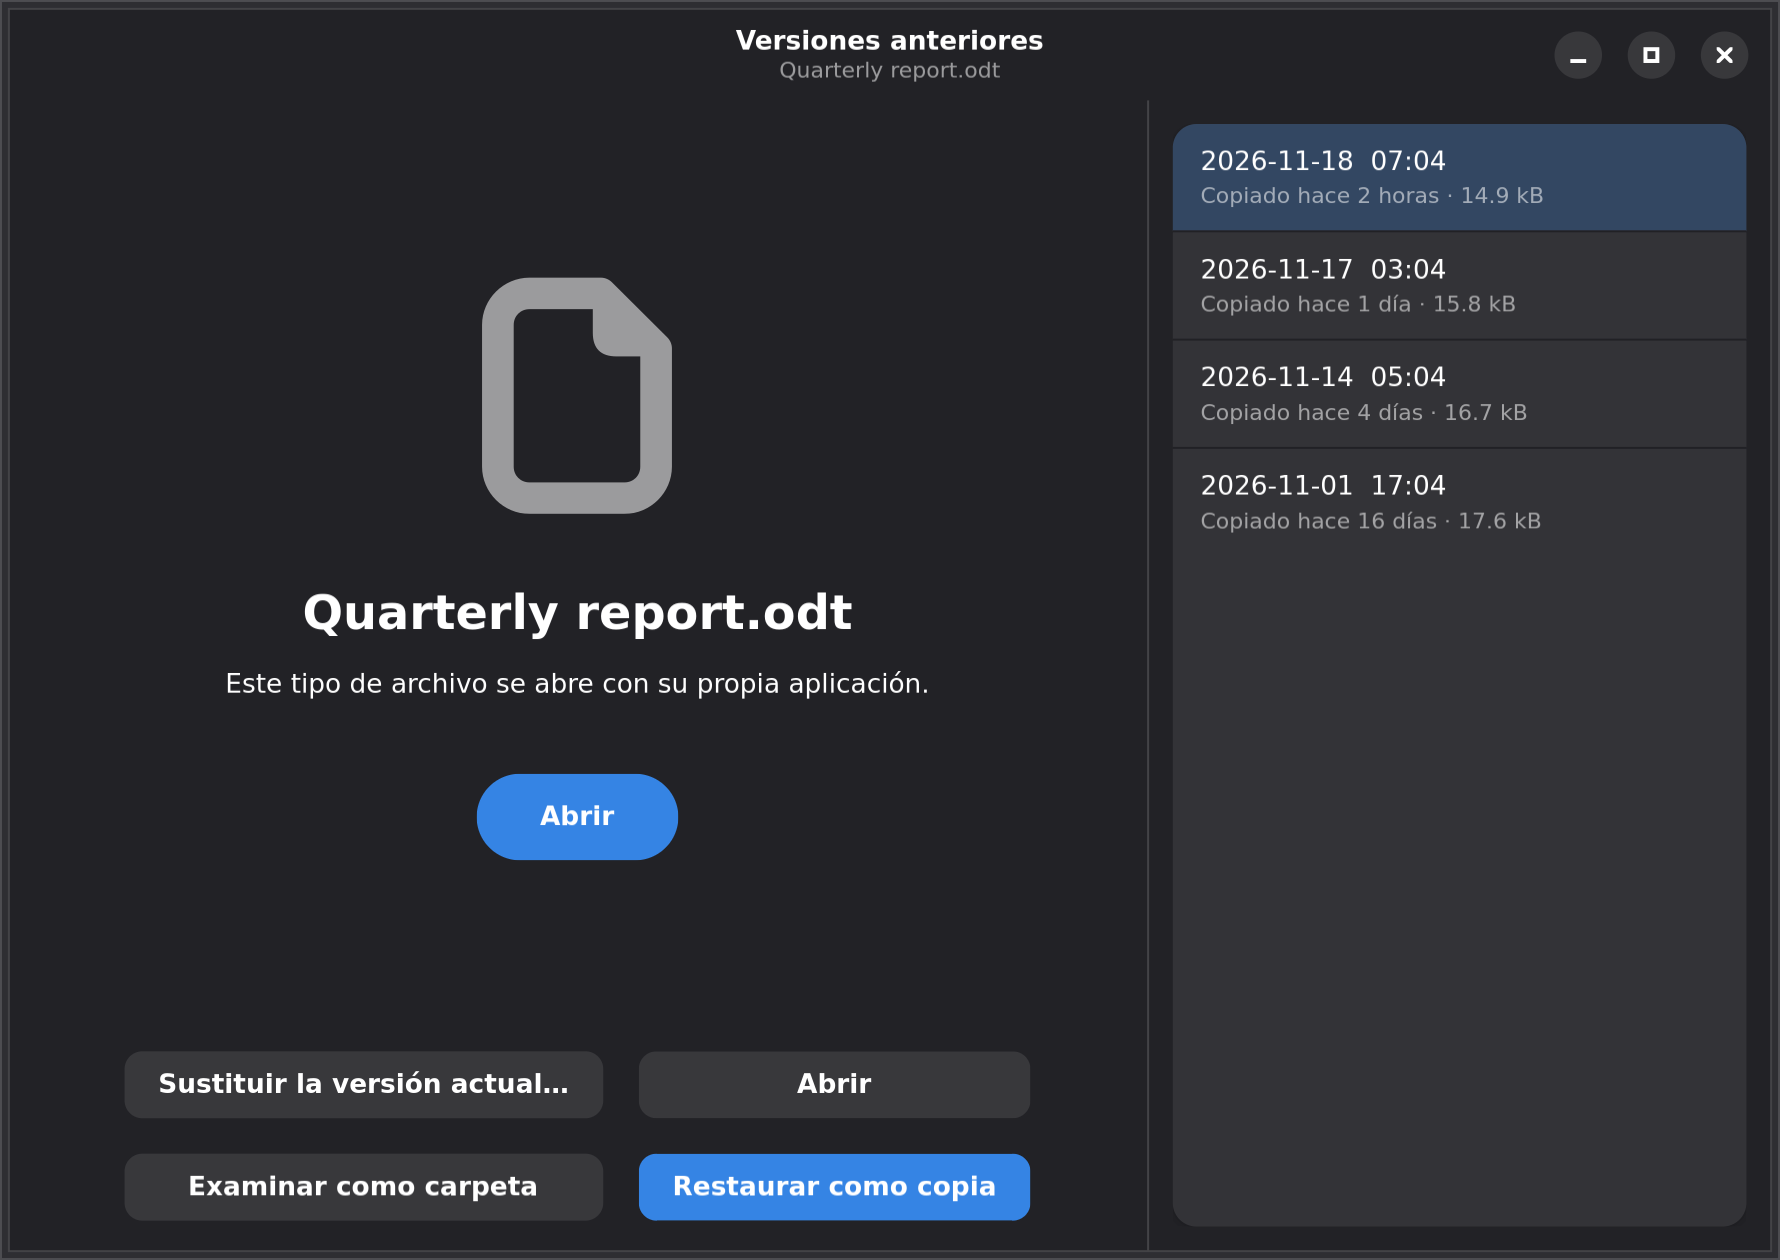 Versiones anteriores
Quarterly report.odt
Quarterly report.odt
Este tipo de archivo se abre con su propia aplicación.
Abrir
Sustituir la versión actual…
Abrir
Examinar como carpeta
Restaurar como copia
2026-11-18 07:04
Copiado hace 2 horas · 14.9 kB
2026-11-17 03:04
Copiado hace 1 día · 15.8 kB
2026-11-14 05:04
Copiado hace 4 días · 16.7 kB
2026-11-01 17:04
Copiado hace 16 días · 17.6 kB